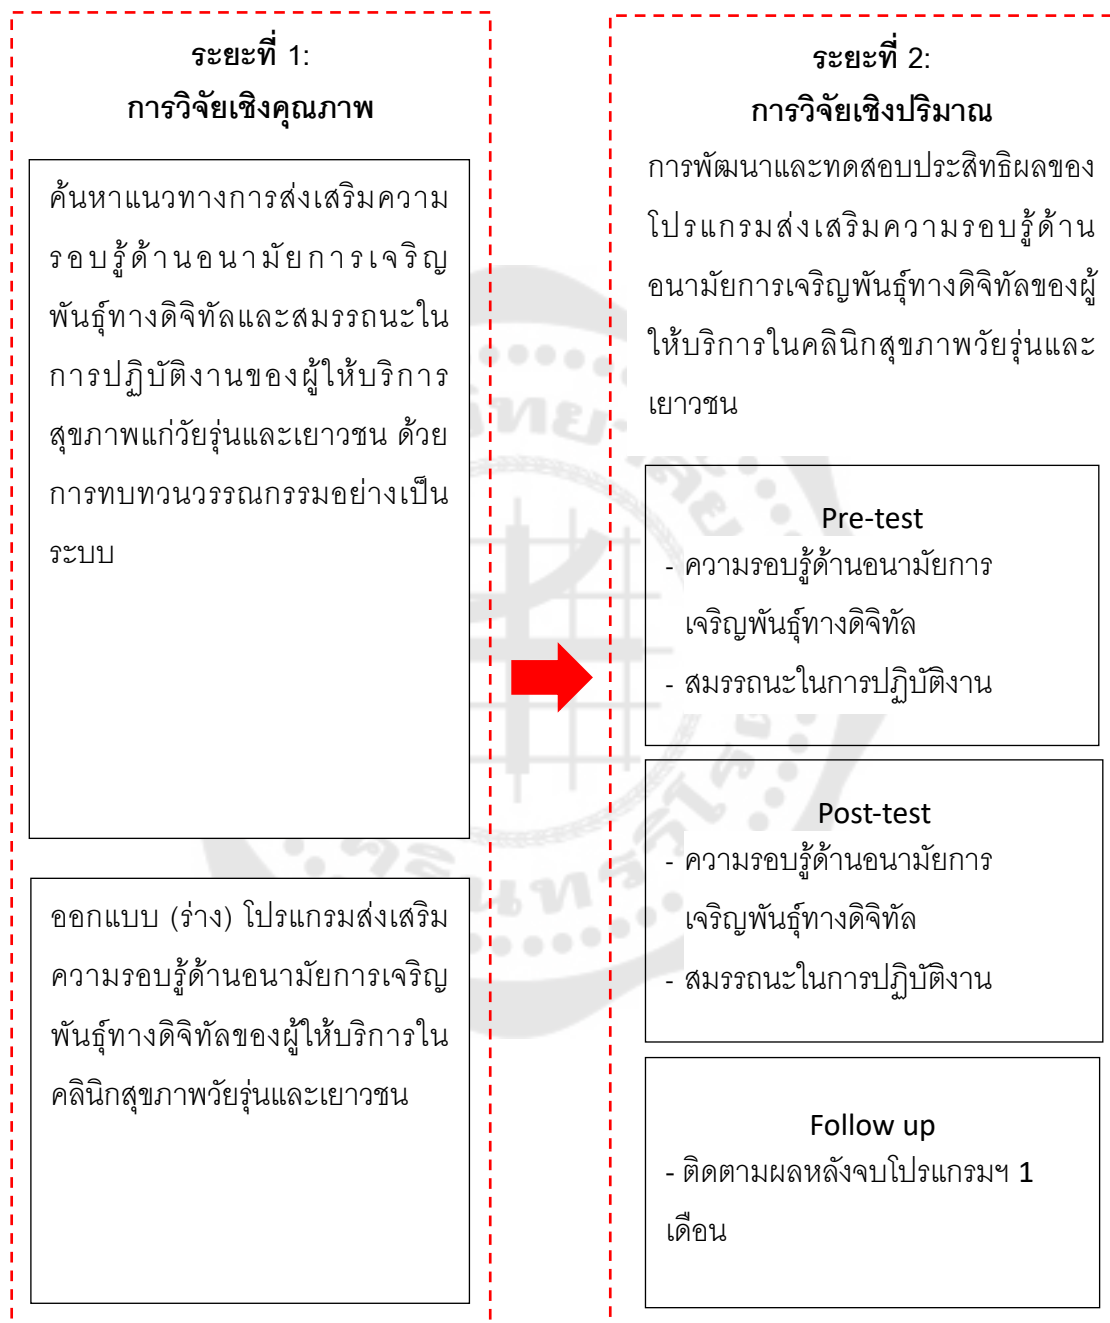 ระยะที่ 1:
การวิจัยเชิงคุณภาพ
ค้นหาแนวทางการส่งเสริมความ
รอบรู้ด้านอนามัยการเจริญ
พันธุ์ทางดิจิทัลและสมรรถนะใน
การปฏิบัติงานของผู้ให้บริการ
สุขภาพแก่วัยรุ่นและเยาวชน ด้วย
การทบทวนวรรณกรรมอย่างเป็น
ระบบ
ออกแบบ (ร่าง) โปรแกรมส่งเสริม
ความรอบรู้ด้านอนามัยการเจริญ
พันธุ์ทางดิจิทัลของผู้ให้บริการใน
คลินิกสุขภาพวัยรุ่นและเยาวชน
ระยะที่ 2:
การวิจัยเชิงปริมาณ
การพัฒนาและทดสอบประสิทธิผลของ
โปรแกรมส่งเสริมความรอบรู้ด้าน
อนามัยการเจริญพันธุ์ทางดิจิทัลของผู้
ให้บริการในคลินิกสุขภาพวัยรุ่นและ
เยาวชน
Pre-test
- ความรอบรู้ด้านอนามัยการ
เจริญพันธุ์ทางดิจิทัล
- สมรรถนะในการปฏิบัติงาน
Post-test
- ความรอบรู้ด้านอนามัยการ
เจริญพันธุ์ทางดิจิทัล
- สมรรถนะในการปฏิบัติงาน
Follow up
- ติดตามผลหลังจบโปรแกรมฯ 1
เดือน